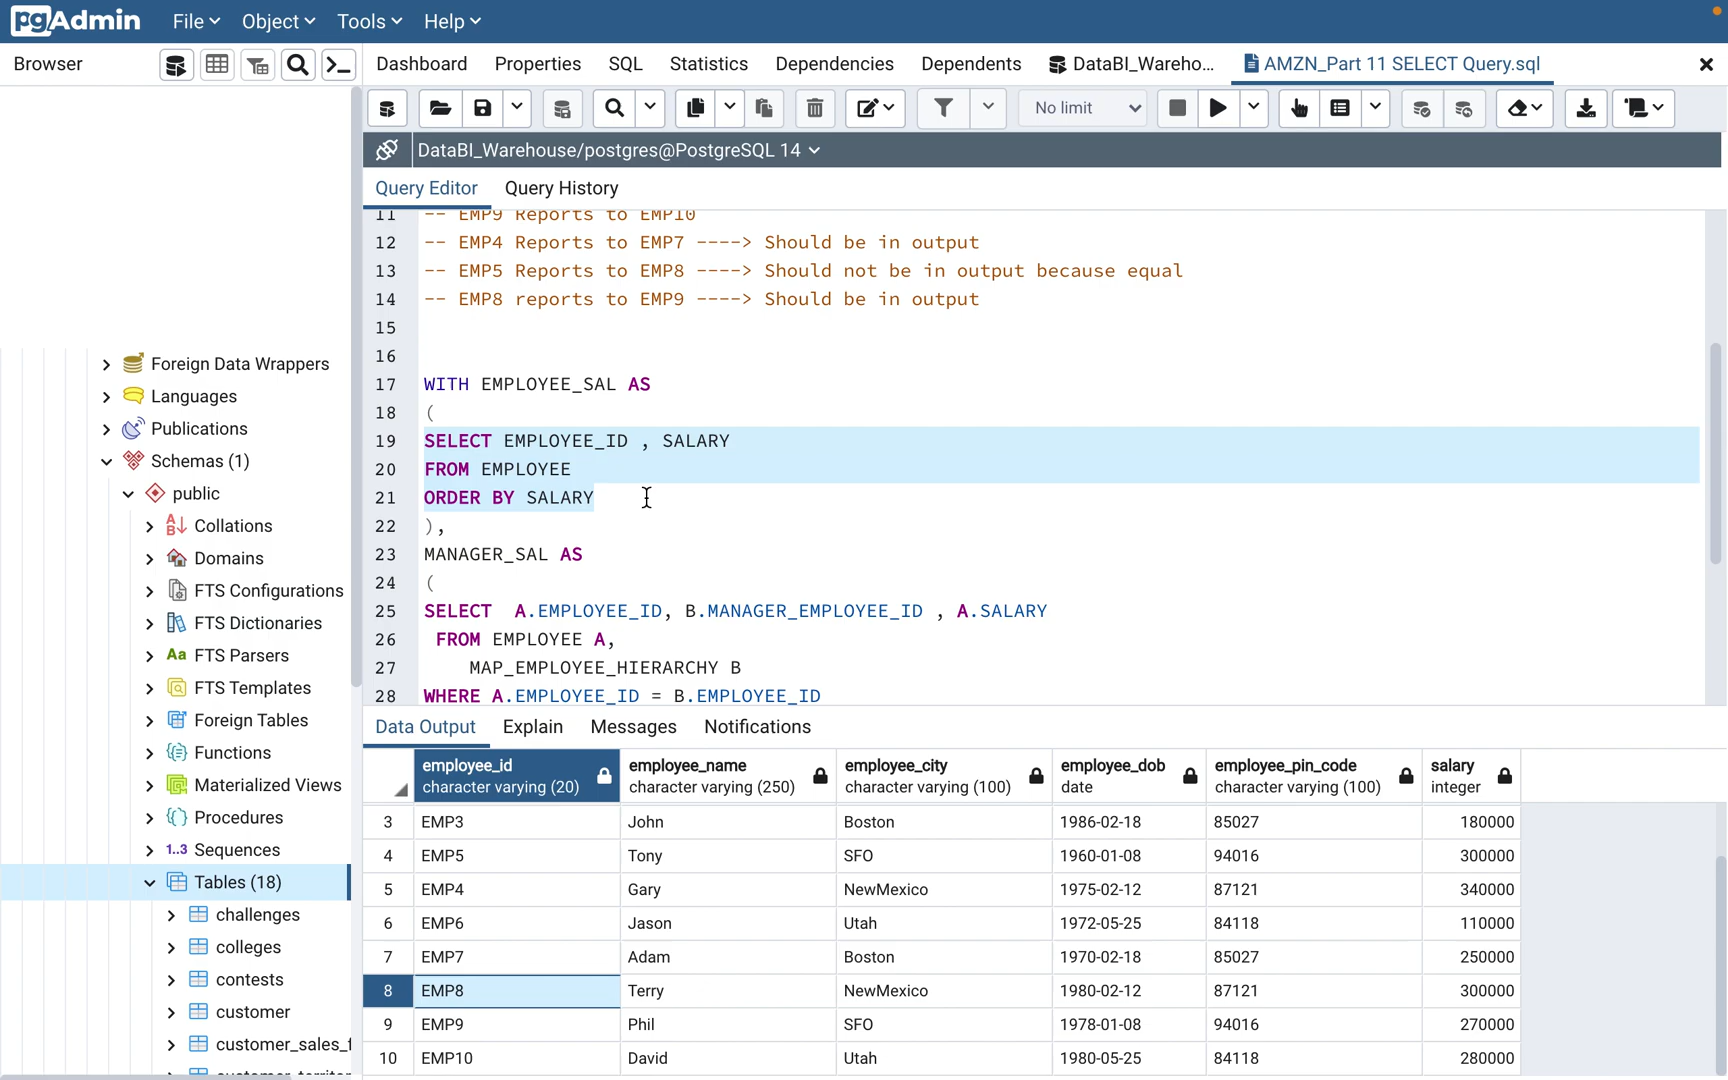 pgAdmin File Object Tools Help
Browser
Dashboard Properties SQL Statistics Dependencies Dependents DataBI_Wareho... AMZN_Part 11 SELECT Query.sql
No limit
DataBI_Warehouse/postgres@PostgreSQL 14
Query Editor Query History
11 -- EMP9 Reports to EMP10
12 -- EMP4 Reports to EMP7 ----> Should be in output
13 -- EMP5 Reports to EMP8 ----> Should not be in output because equal
14 -- EMP8 reports to EMP9 ----> Should be in output
15
16
17 WITH EMPLOYEE_SAL AS
18 (
19 SELECT EMPLOYEE_ID , SALARY
20 FROM EMPLOYEE
21 ORDER BY SALARY
22 ),
23 MANAGER_SAL AS
24 (
25 SELECT A.EMPLOYEE_ID, B.MANAGER_EMPLOYEE_ID , A.SALARY
26 FROM EMPLOYEE A,
27 MAP_EMPLOYEE_HIERARCHY B
28 WHERE A.EMPLOYEE_ID = B.EMPLOYEE_ID
Foreign Data Wrappers
Languages
Publications
Schemas (1)
public
Collations
Domains
FTS Configurations
FTS Dictionaries
Aa FTS Parsers
FTS Templates
Foreign Tables
Functions
Materialized Views
Procedures
1..3 Sequences
Tables (18)
challenges
colleges
contests
customer
customer_sales_f
Data Output Explain Messages Notifications
employee_id employee_name employee_city employee_dob employee_pin_code salary
character varying (20) character varying (250) character varying (100) date character varying (100) integer
3 EMP3 John Boston 1986-02-18 85027 180000
4 EMP5 Tony SFO 1960-01-08 94016 300000
5 EMP4 Gary NewMexico 1975-02-12 87121 340000
6 EMP6 Jason Utah 1972-05-25 84118 110000
7 EMP7 Adam Boston 1970-02-18 85027 250000
8 EMP8 Terry NewMexico 1980-02-12 87121 300000
9 EMP9 Phil SFO 1978-01-08 94016 270000
10 EMP10 David Utah 1980-05-25 84118 280000